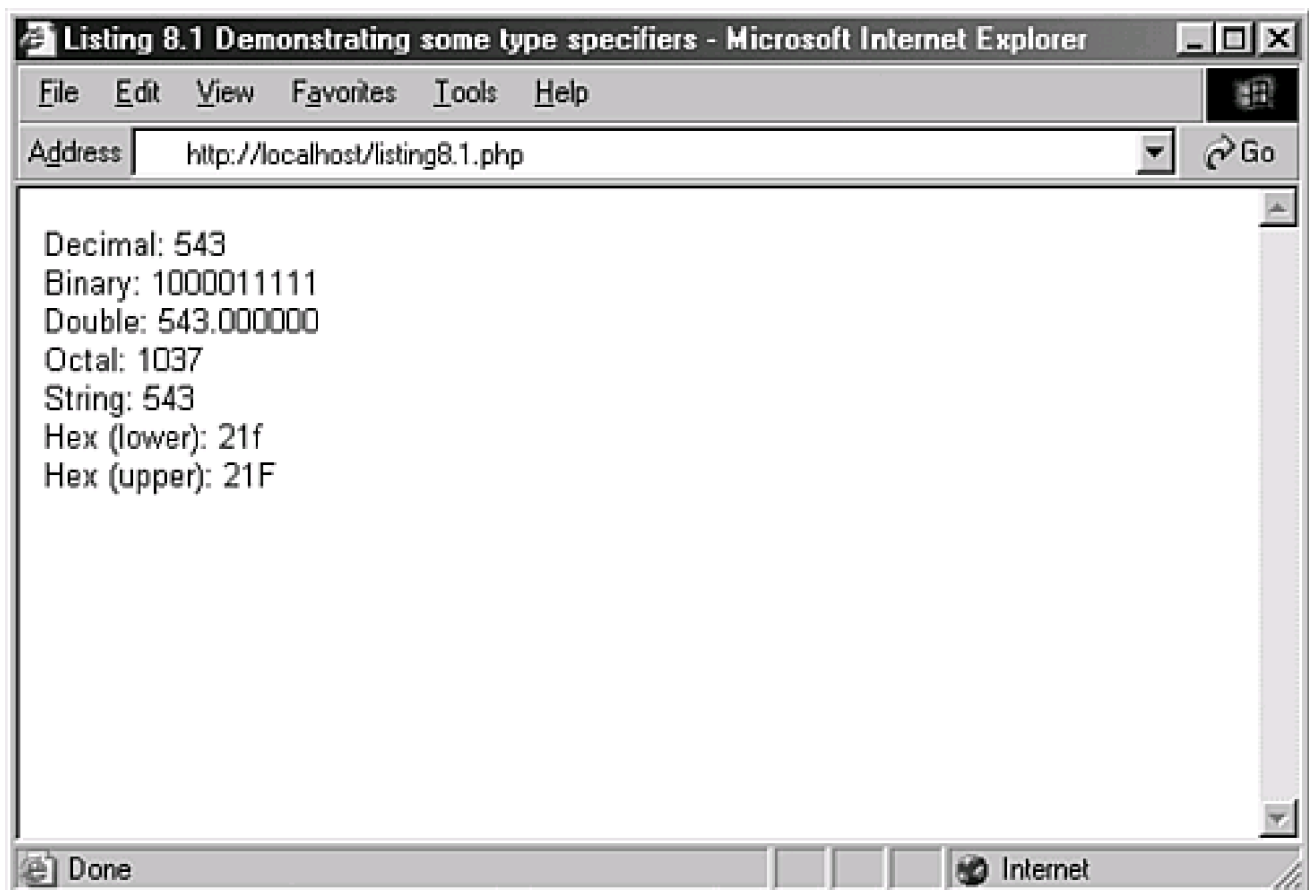 Listing 8.1 Demonstrating some type specifiers - Microsoft Internet Explorer
File Edit View Favorites Tools Help
Address http://localhost/listing8.1.php Go
Decimal: 543
Binary: 1000011111
Double: 543.000000
Octal: 1037
String: 543
Hex (lower): 21f
Hex (upper): 21F
Done Internet